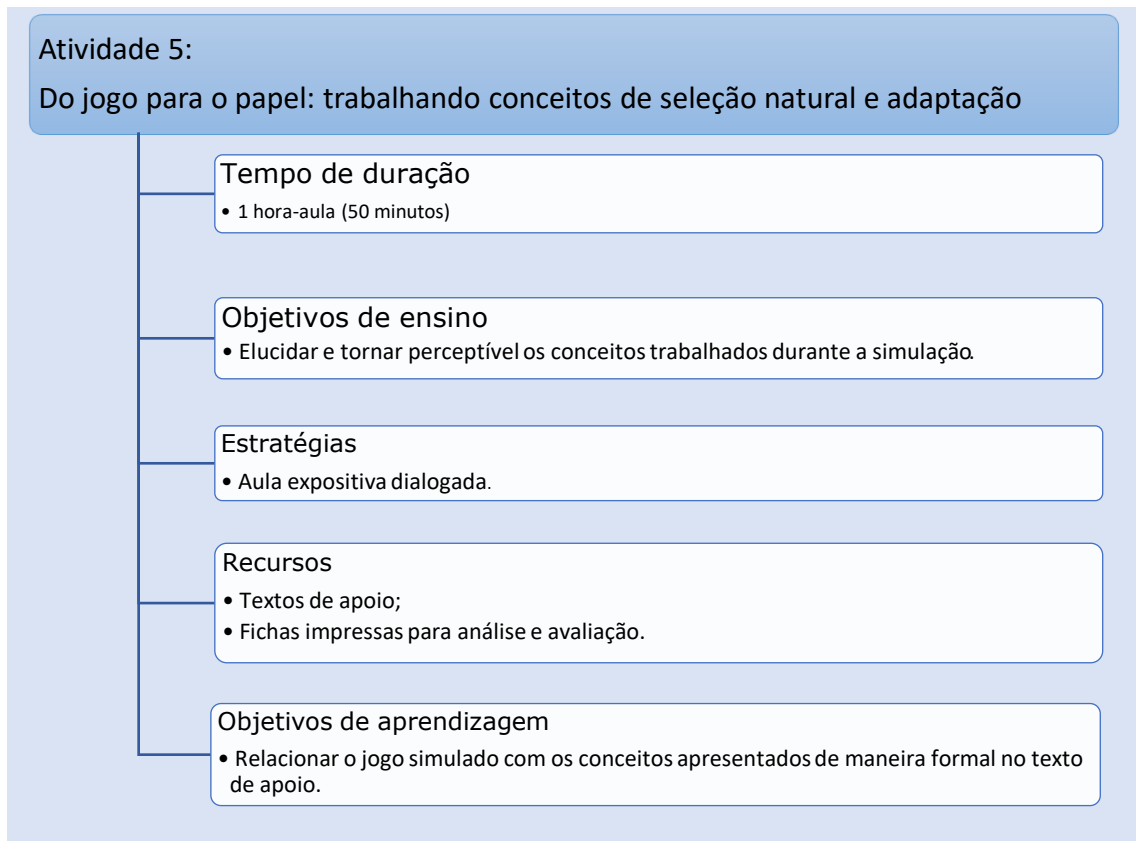 Atividade 5:
Do jogo para o papel: trabalhando conceitos de seleção natural e adaptação
Tempo de duração
• 1 hora-aula (50 minutos)
Objetivos de ensino
• Elucidar e tornar perceptível os conceitos trabalhados durante a simulação.
Estratégias
• Aula expositiva dialogada.
Recursos
• Textos de apoio;
• Fichas impressas para análise e avaliação.
Objetivos de aprendizagem
• Relacionar o jogo simulado com os conceitos apresentados de maneira formal no texto
de apoio.